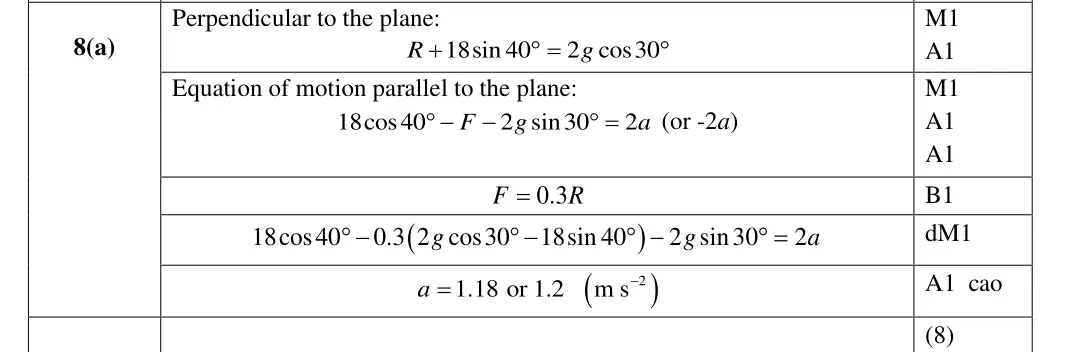 8(a)
Perpendicular to the plane:
R + 18 sin 40° = 2g cos 30°
M1
A1
Equation of motion parallel to the plane:
18 cos 40° − F − 2g sin 30° = 2a (or -2a)
M1
A1
A1
F = 0.3R
B1
18 cos 40° − 0.3(2g cos 30° − 18 sin 40°) − 2g sin 30° = 2a
dM1
a = 1.18 or 1.2 (m s⁻²)
A1 cao
(8)